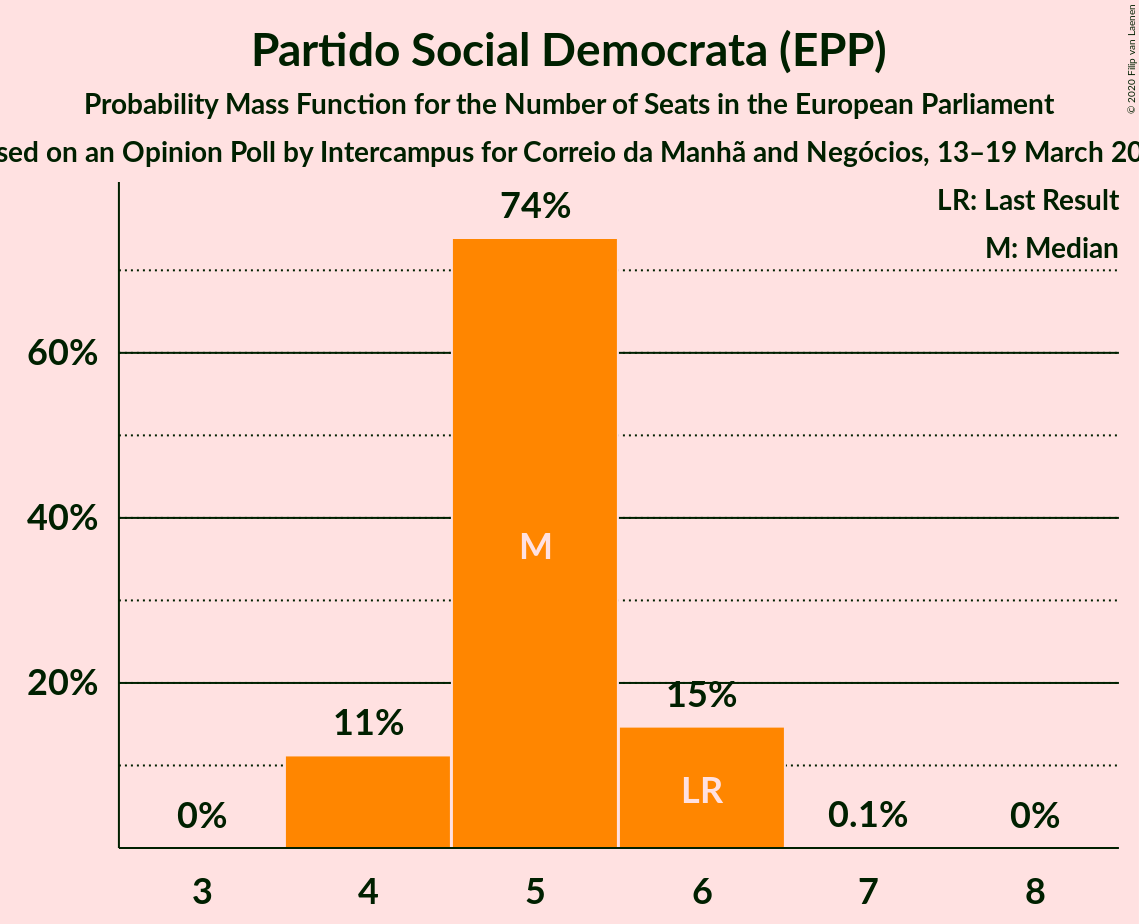 Partido Social Democrata (EPP)
Probability Mass Function for the Number of Seats in the European Parliament
on an Opinion Poll by Intercampus for Correio da Manhã and Negócios, 13–19 March
© 2020 Filip van Laenen
LR: Last Result
M: Median
74%
60%
40%
20%
M
15%
11%
LR
0%
0.1%
0%
3 4 5 6 7 8